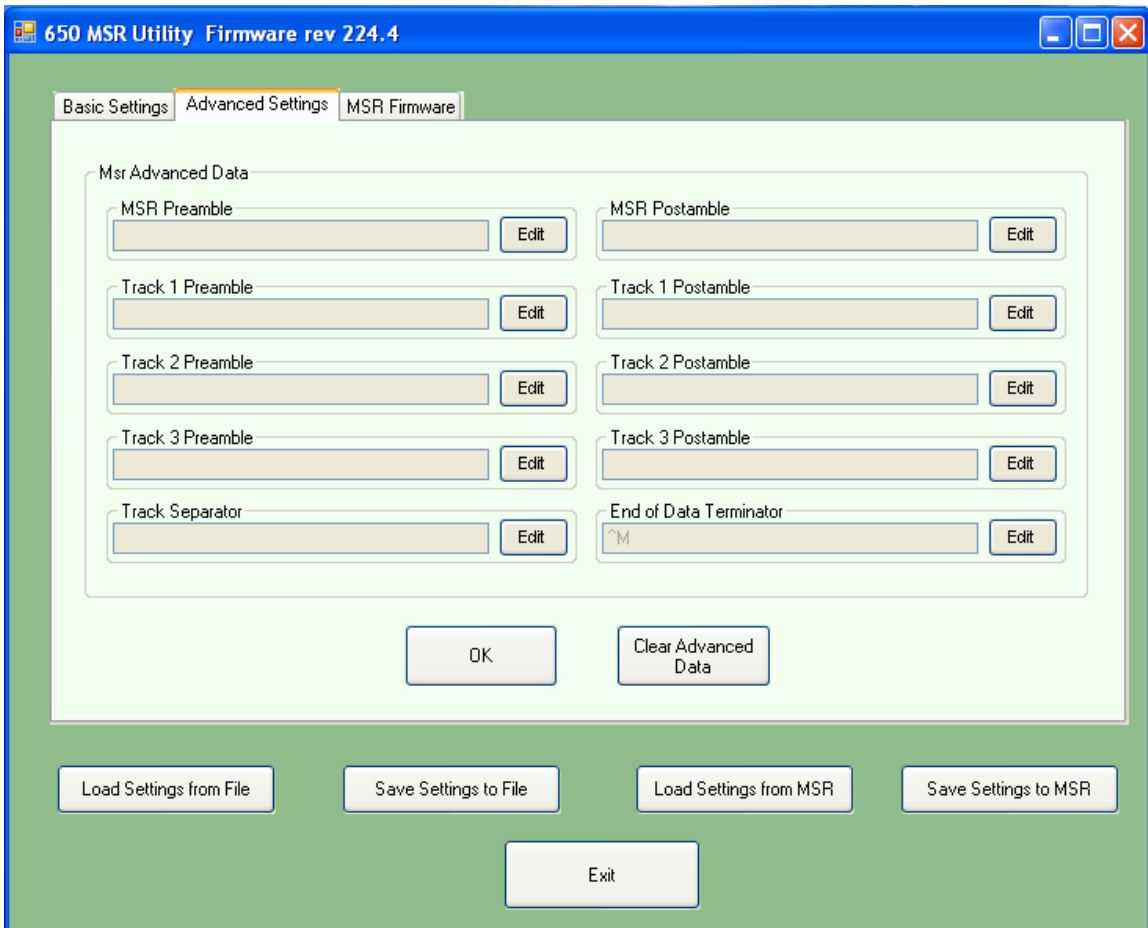 650 MSR Utility  Firmware rev 224.4
Basic Settings
Advanced Settings
MSR Firmware
Msr Advanced Data
MSR Preamble
Edit
MSR Postamble
Edit
Track 1 Preamble
Edit
Track 1 Postamble
Edit
Track 2 Preamble
Edit
Track 2 Postamble
Edit
Track 3 Preamble
Edit
Track 3 Postamble
Edit
Track Separator
Edit
End of Data Terminator
^M
Edit
OK
Clear Advanced
Data
Load Settings from File
Save Settings to File
Load Settings from MSR
Save Settings to MSR
Exit